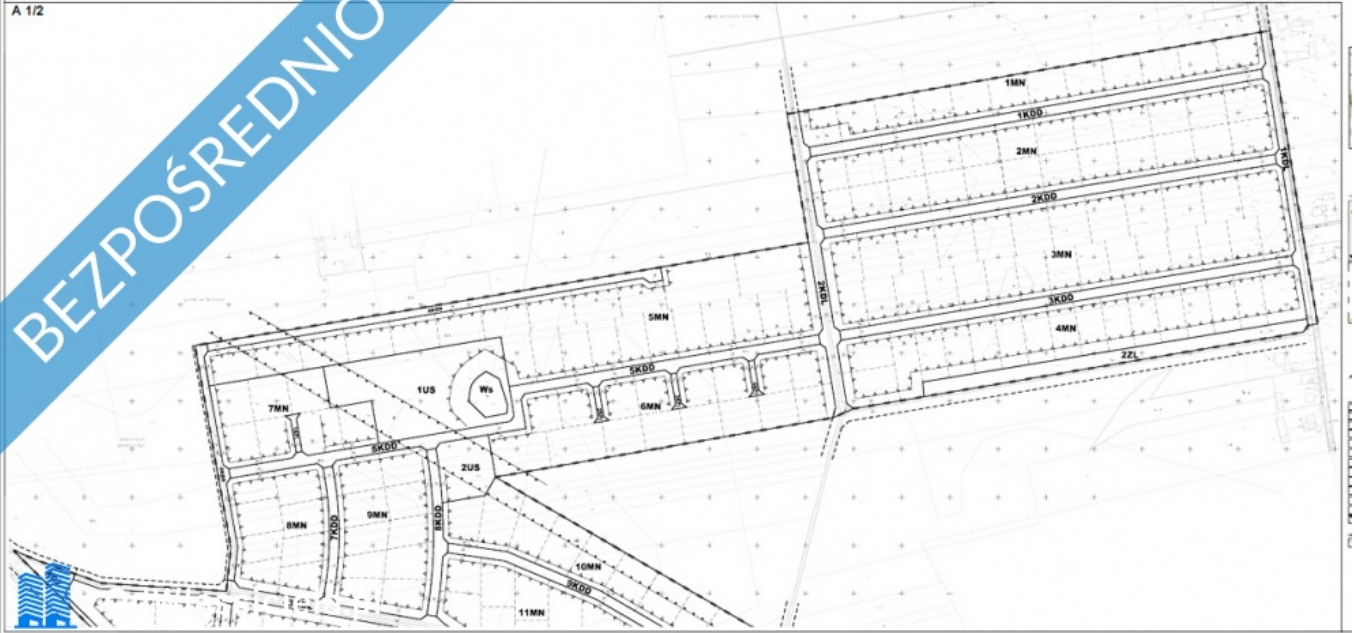 A 1/2
BEZPOŚREDNIO
1MN
1KDD
2MN
1KDL
2KDD
3MN
2KDL
3KDD
5MN
4MN
2ZL
5KDD
1US
Ws
7MN
6MN
6KDD
2US
8MN
7KDD
9MN
8KDD
10MN
9KDD
11MN